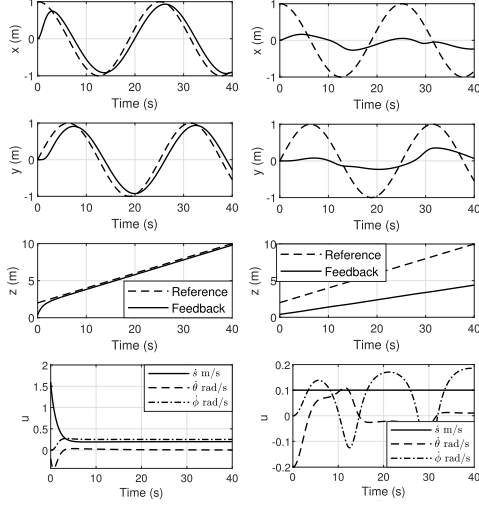 1
x (m)
0
-1
0 10 20 30 40
Time (s)
1
x (m)
0
-1
0 10 20 30 40
Time (s)
1
y (m)
0
-1
0 10 20 30 40
Time (s)
1
y (m)
0
-1
0 10 20 30 40
Time (s)
10
z (m)
5
0
Reference
Feedback
0 10 20 30 40
Time (s)
10
z (m)
5
0
Reference
Feedback
0 10 20 30 40
Time (s)
2
1.5
1
u
0.5
0
ṡ m/s
θ̇ rad/s
ϕ̇ rad/s
0 10 20 30 40
Time (s)
0.2
0.1
u
0
-0.1
-0.2
ṡ m/s
θ̇ rad/s
ϕ̇ rad/s
0 10 20 30 40
Time (s)